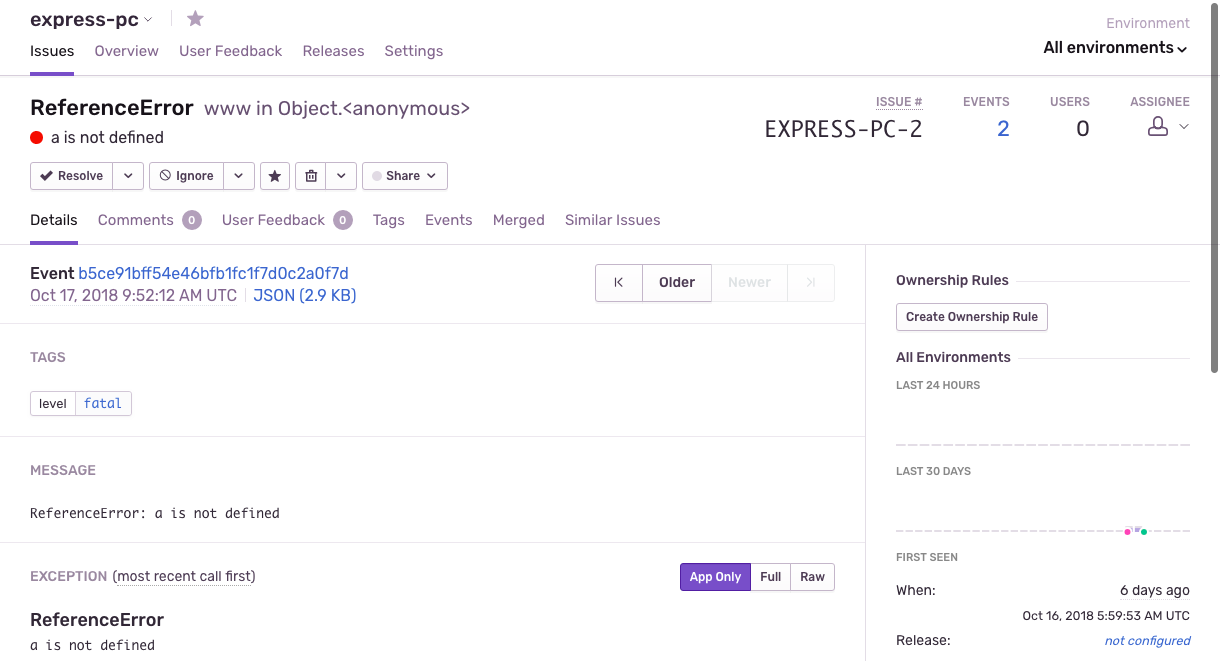 express-pc
Environment
Issues Overview User Feedback Releases Settings
All environments
ReferenceError www in Object.<anonymous>
a is not defined
ISSUE # EVENTS USERS ASSIGNEE
EXPRESS-PC-2 2 0
Resolve Ignore Share
Details Comments 0 User Feedback 0 Tags Events Merged Similar Issues
Event b5ce91bff54e46bfb1fc1f7d0c2a0f7d
Oct 17, 2018 9:52:12 AM UTC JSON (2.9 KB)
Older Newer
TAGS
level fatal
MESSAGE
ReferenceError: a is not defined
EXCEPTION (most recent call first)
App Only Full Raw
ReferenceError
a is not defined
Ownership Rules
Create Ownership Rule
All Environments
LAST 24 HOURS
LAST 30 DAYS
FIRST SEEN
When: 6 days ago
Oct 16, 2018 5:59:53 AM UTC
Release: not configured